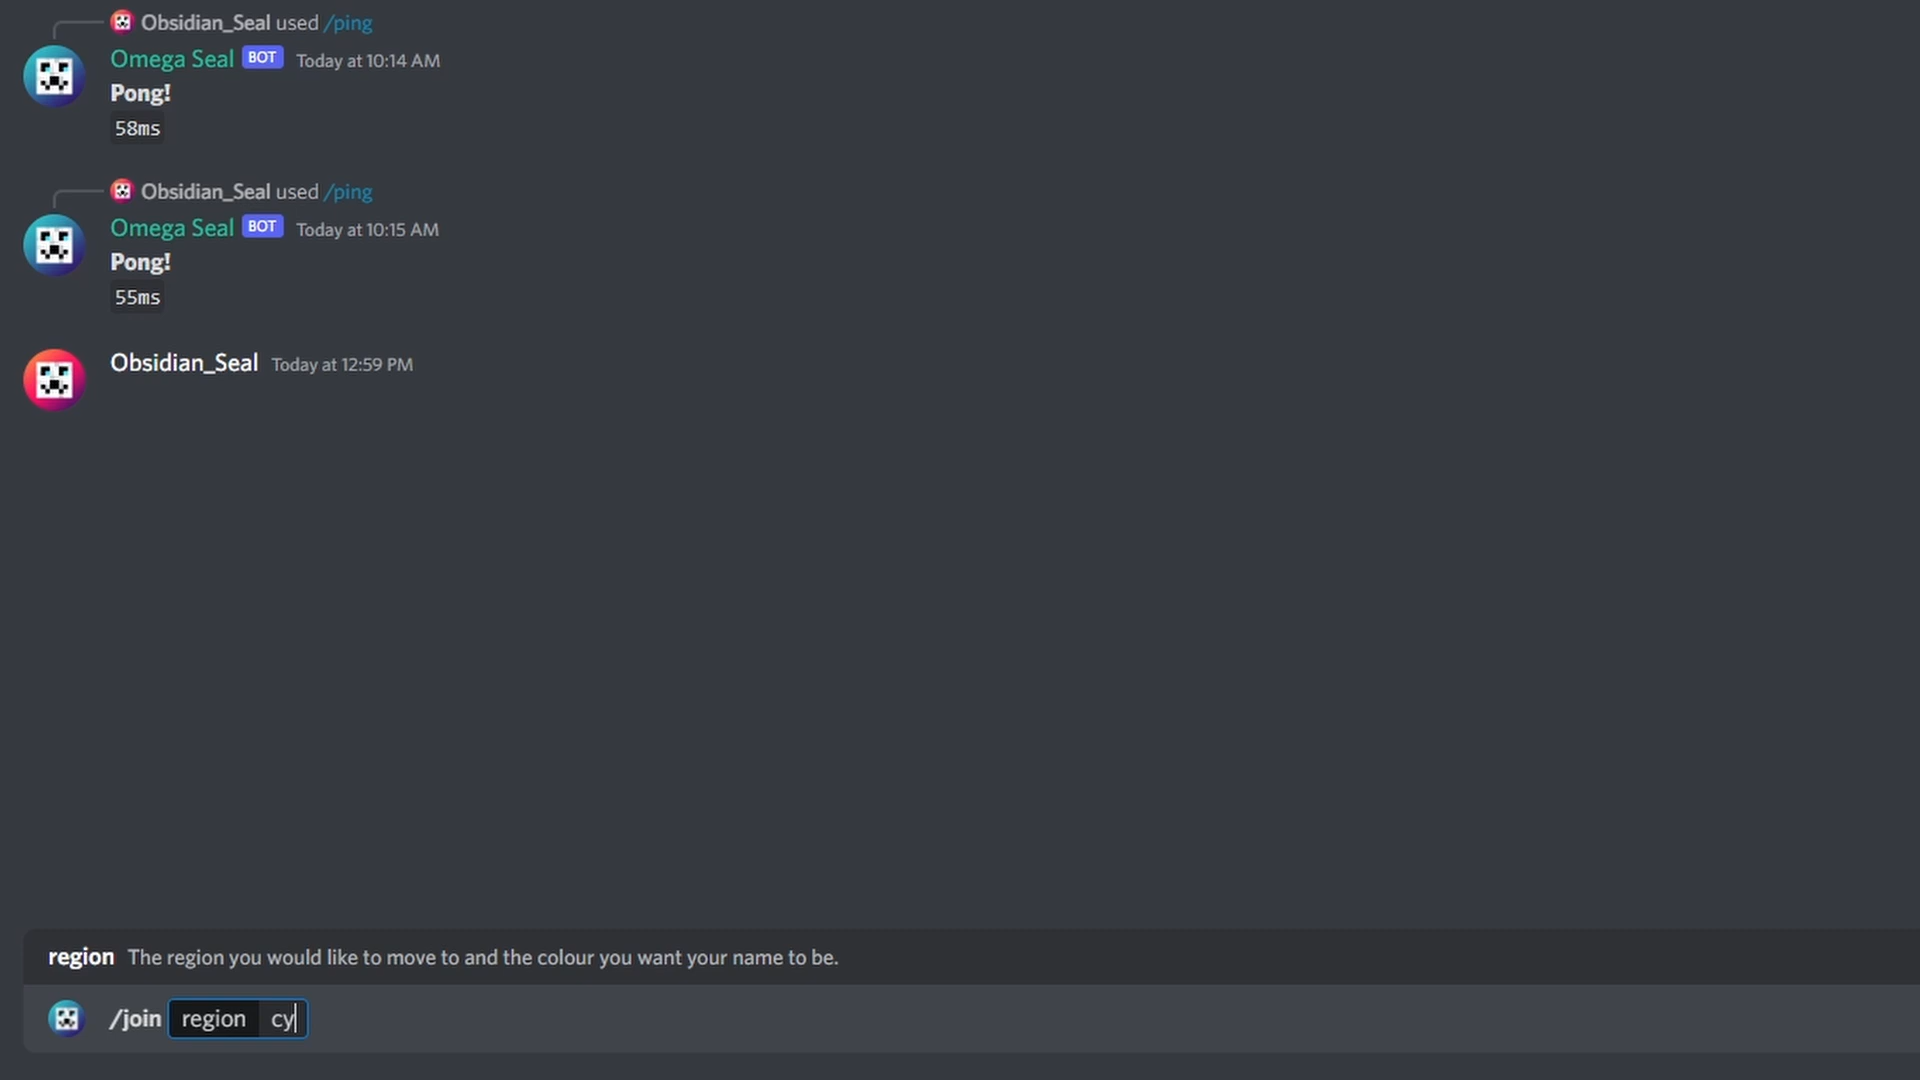 Obsidian_Seal used /ping
Omega Seal BOT Today at 10:14 AM
Pong!
58ms
Obsidian_Seal used /ping
Omega Seal BOT Today at 10:15 AM
Pong!
55ms
Obsidian_Seal Today at 12:59 PM
region The region you would like to move to and the colour you want your name to be.
/join region cy